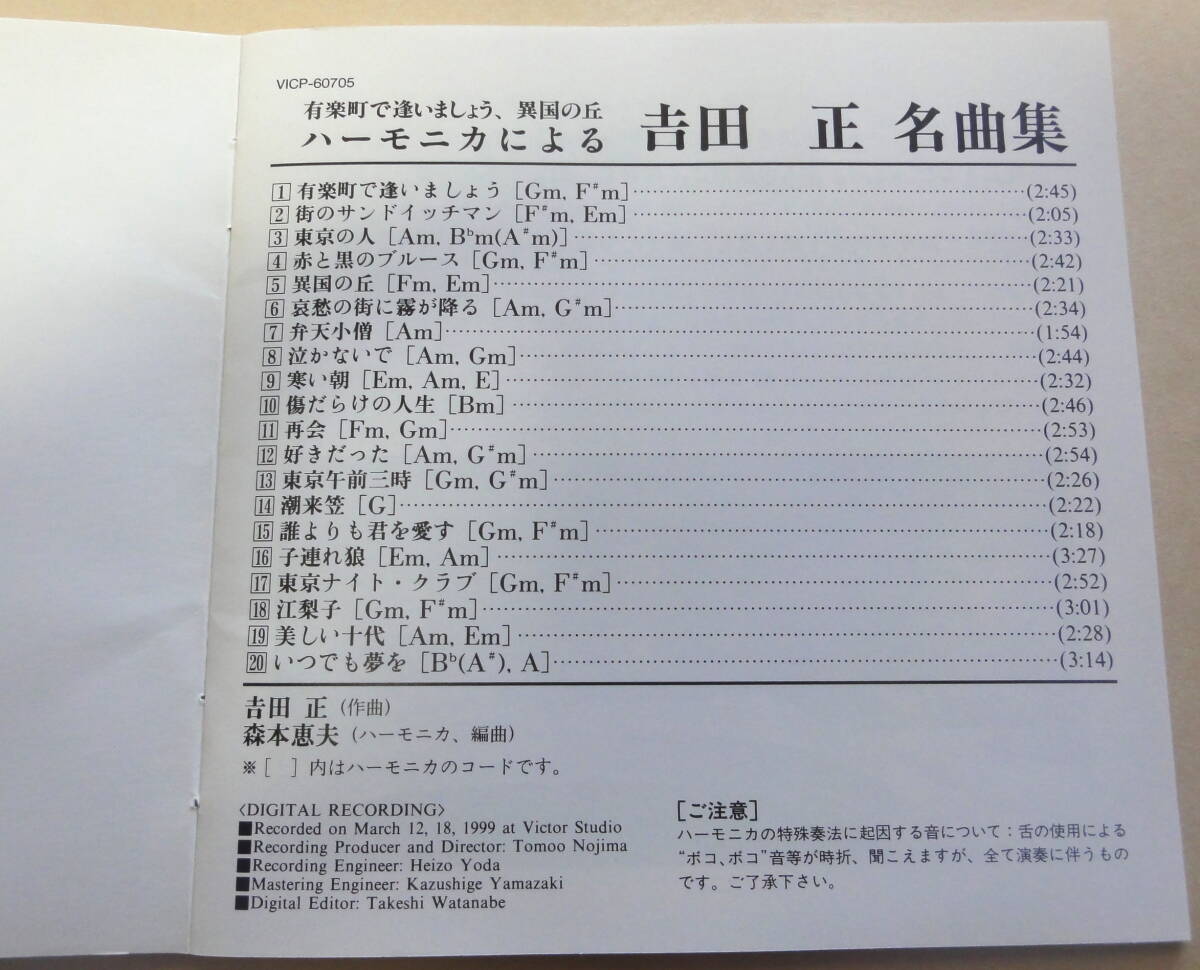 VICP-60705
有楽町で逢いましょう、異国の丘
ハーモニカによる 吉田 正 名曲集
1 有楽町で逢いましょう [Gm, F#m]……(2:45)
2 街のサンドイッチマン [F#m, Em]……(2:05)
3 東京の人 [Am, B♭m(A#m)]……(2:33)
4 赤と黒のブルース [Gm, F#m]……(2:42)
5 異国の丘 [Fm, Em]……(2:21)
6 哀愁の街に霧が降る [Am, G#m]……(2:34)
7 弁天小僧 [Am]……(1:54)
8 泣かないで [Am, Gm]……(2:44)
9 寒い朝 [Em, Am, E]……(2:32)
10 傷だらけの人生 [Bm]……(2:46)
11 再会 [Fm, Gm]……(2:53)
12 好きだった [Am, G#m]……(2:54)
13 東京午前三時 [Gm, G#m]……(2:26)
14 潮来笠 [G]……(2:22)
15 誰よりも君を愛す [Gm, F#m]……(2:18)
16 子連れ狼 [Em, Am]……(3:27)
17 東京ナイト・クラブ [Gm, F#m]……(2:52)
18 江梨子 [Gm, F#m]……(3:01)
19 美しい十代 [Am, Em]……(2:28)
20 いつでも夢を [B♭(A#), A]……(3:14)
吉田 正 (作曲)
森本恵夫 (ハーモニカ、編曲)
※[ ]内はハーモニカのコードです。
〈DIGITAL RECORDING〉
■Recorded on March 12, 18, 1999 at Victor Studio
■Recording Producer and Director: Tomoo Nojima
■Recording Engineer: Heizo Yoda
■Mastering Engineer: Kazushige Yamazaki
■Digital Editor: Takeshi Watanabe
[ご注意]
ハーモニカの特殊奏法に起因する音について：舌の使用による
“ボコ、ボコ”音等が時折、聞こえますが、全て演奏に伴うもの
です。ご了承下さい。